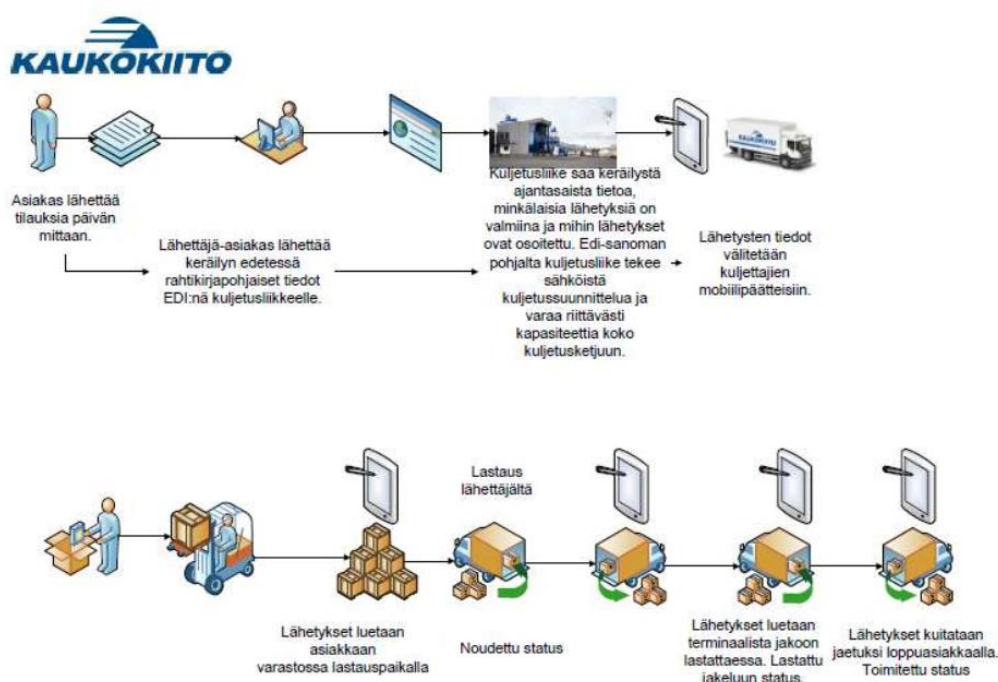 KAUKOKIITO
KAUKOKIITO
Asiakas lähettää
tilauksia päivän
mittaan.
Lähettäjä-asiakas lähettää
keräilyn edetessä
rahtikirjapohjaiset tiedot
EDI:nä kuljetusliikkeelle.
Kuljetusliike saa keräilystä
ajantasaista tietoa,
minkälaisia lähetyksiä on
valmiina ja mihin lähetykset
ovat osoitettu. Edi-sanoman
pohjalta kuljetusliike tekee
sähköistä
kuljetussuunnittelua ja
varaa riittävästi
kapasiteettia koko
kuljetusketjuun.
Lähetysten tiedot
välitetään
kuljettajien
mobiilipäätteisiin.
Lastaus
lähettäjältä
Lähetykset luetaan
asiakkaan
varastossa lastauspaikalla
Noudettu status
Lähetykset luetaan
terminaalista jakoon
lastattaessa. Lastattu
jakeluun status.
Lähetykset kuitataan
jaetuksi loppuasiakkaalla.
Toimitettu status